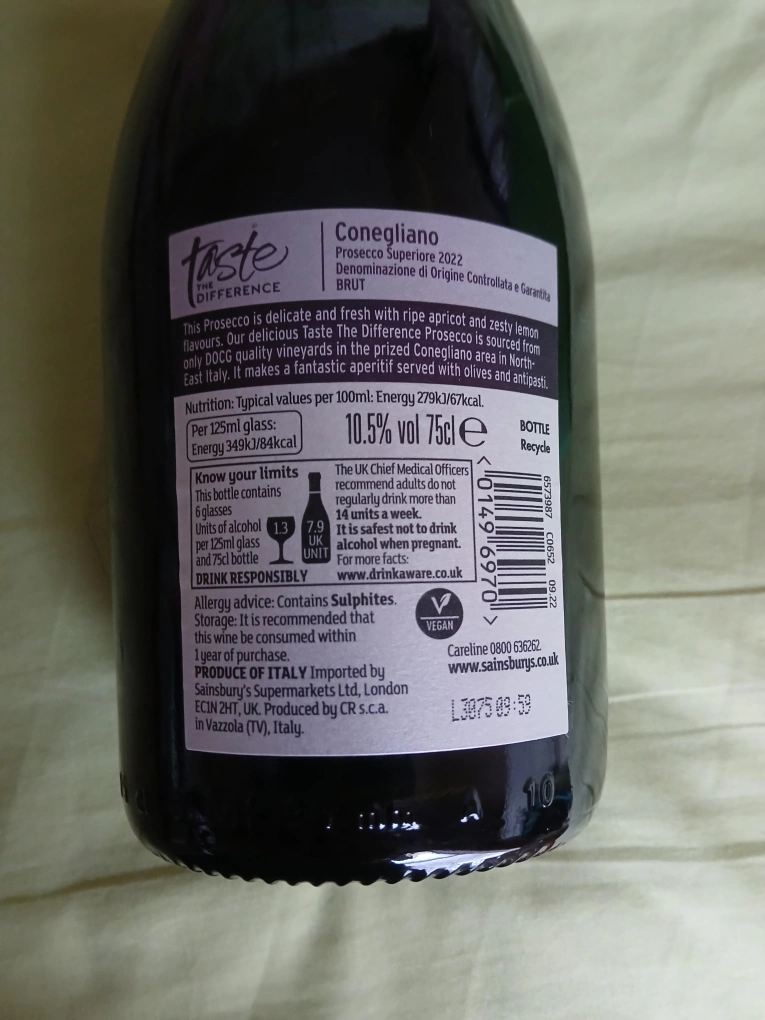 taste
THE
DIFFERENCE
Conegliano
Prosecco Superiore 2022
Denominazione di Origine Controllata e Garantita
BRUT
This Prosecco is delicate and fresh with ripe apricot and zesty lemon
flavours. Our delicious Taste The Difference Prosecco is sourced from
only DOCG quality vineyards in the prized Conegliano area in North-
East Italy. It makes a fantastic aperitif served with olives and antipasti.
Nutrition: Typical values per 100ml: Energy 279kJ/67kcal.
Per 125ml glass:
Energy 349kJ/84kcal
10.5% vol 75cl e
BOTTLE
Recycle
Know your limits
This bottle contains
6 glasses
Units of alcohol
per 125ml glass
and 75cl bottle
1.3
7.9
UK
UNIT
DRINK RESPONSIBLY
The UK Chief Medical Officers
recommend adults do not
regularly drink more than
14 units a week.
It is safest not to drink
alcohol when pregnant.
For more facts:
www.drinkaware.co.uk
< 0149 6970 >
6573987 C0652 09.22
Allergy advice: Contains Sulphites.
Storage: It is recommended that
this wine be consumed within
1 year of purchase.
PRODUCE OF ITALY Imported by
Sainsbury's Supermarkets Ltd, London
EC1N 2HT, UK. Produced by CR s.c.a.
in Vazzola (TV), Italy.
V
VEGAN
Careline 0800 636262.
www.sainsburys.co.uk
L3075 09:59
10